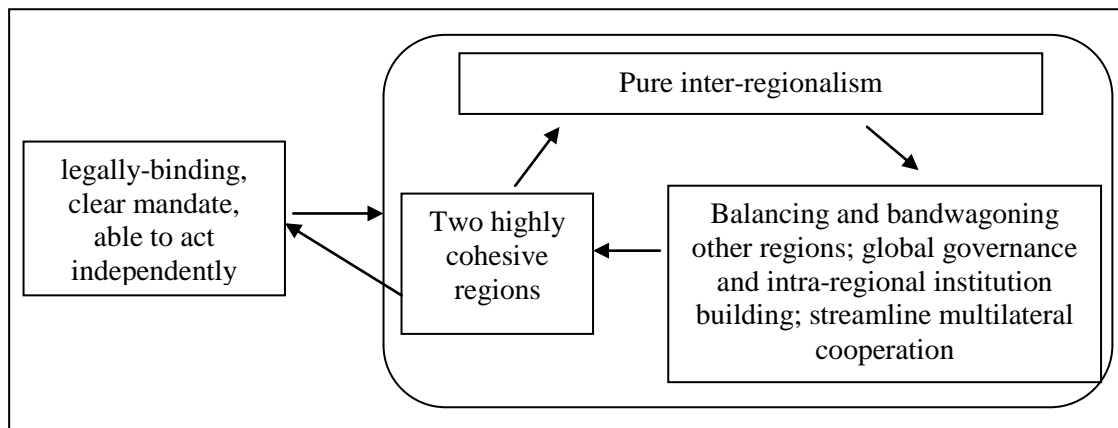 Pure inter-regionalism
legally-binding,
clear mandate,
able to act
independently
Two highly
cohesive
regions
Balancing and bandwagoning
other regions; global governance
and intra-regional institution
building; streamline multilateral
cooperation